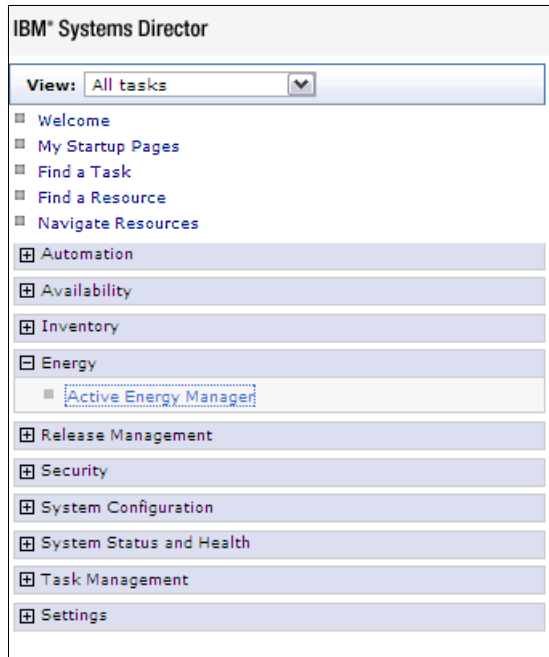 IBM® Systems Director
View: All tasks
Welcome
My Startup Pages
Find a Task
Find a Resource
Navigate Resources
Automation
Availability
Inventory
Energy
Active Energy Manager
Release Management
Security
System Configuration
System Status and Health
Task Management
Settings